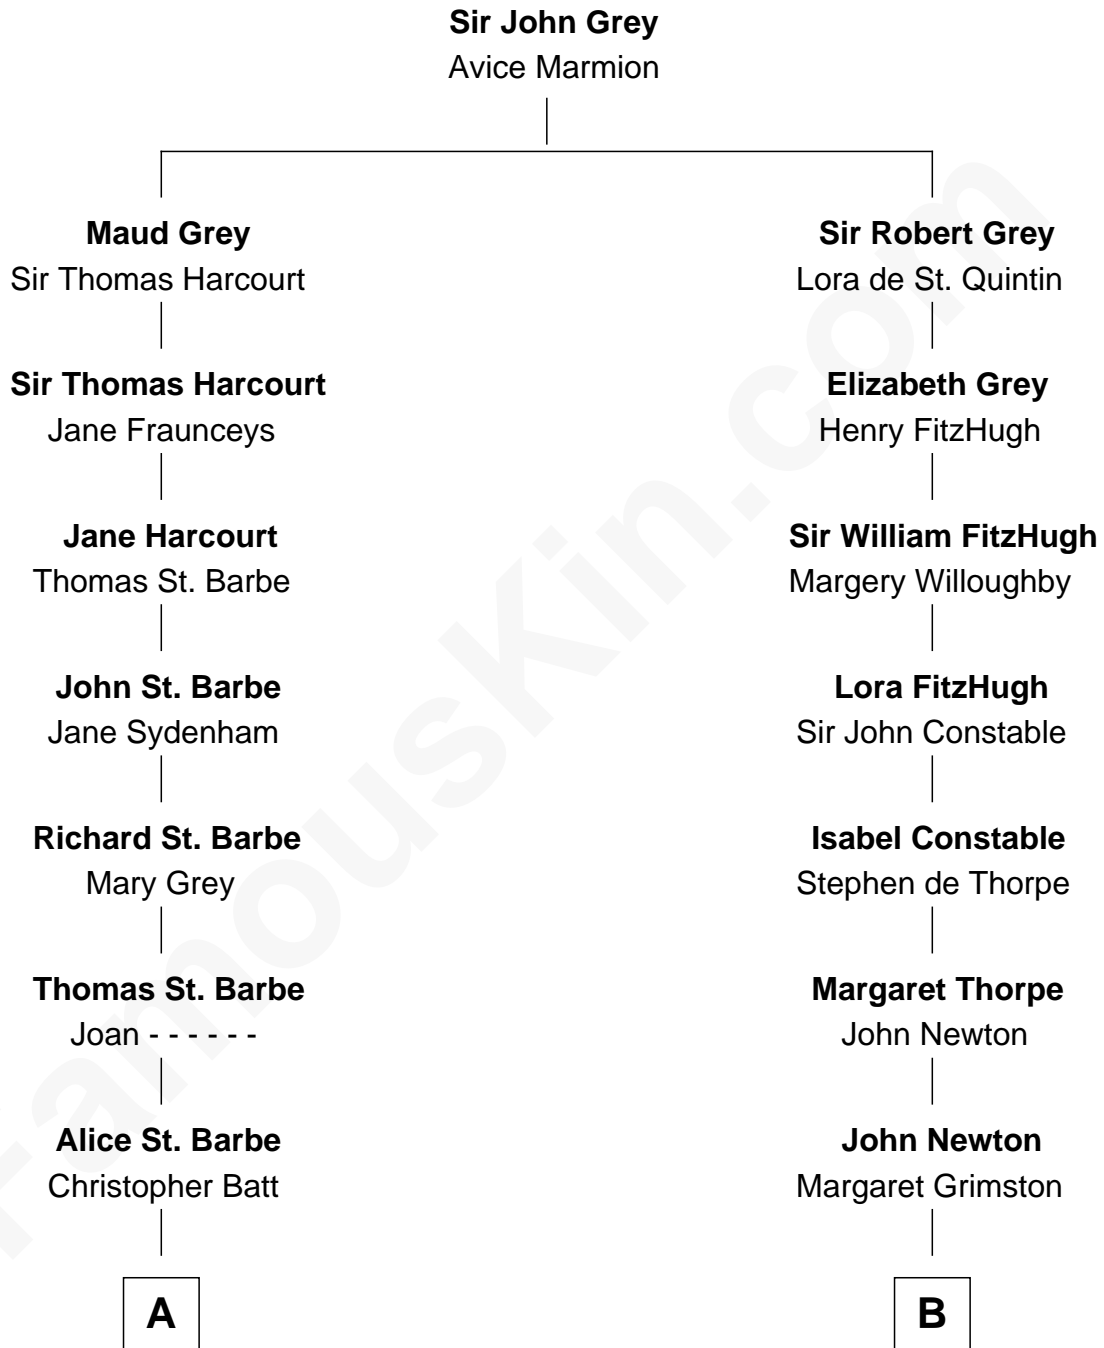 Sir John Grey
Avice Marmion
Maud Grey
Sir Thomas Harcourt
Sir Robert Grey
Lora de St. Quintin
Sir Thomas Harcourt
Jane Fraunceys
Elizabeth Grey
Henry FitzHugh
Jane Harcourt
Thomas St. Barbe
Sir William FitzHugh
Margery Willoughby
John St. Barbe
Jane Sydenham
Lora FitzHugh
Sir John Constable
Richard St. Barbe
Mary Grey
Isabel Constable
Stephen de Thorpe
Thomas St. Barbe
Joan - - - - - -
Margaret Thorpe
John Newton
Alice St. Barbe
Christopher Batt
John Newton
Margaret Grimston
A
B
FamousKin.com